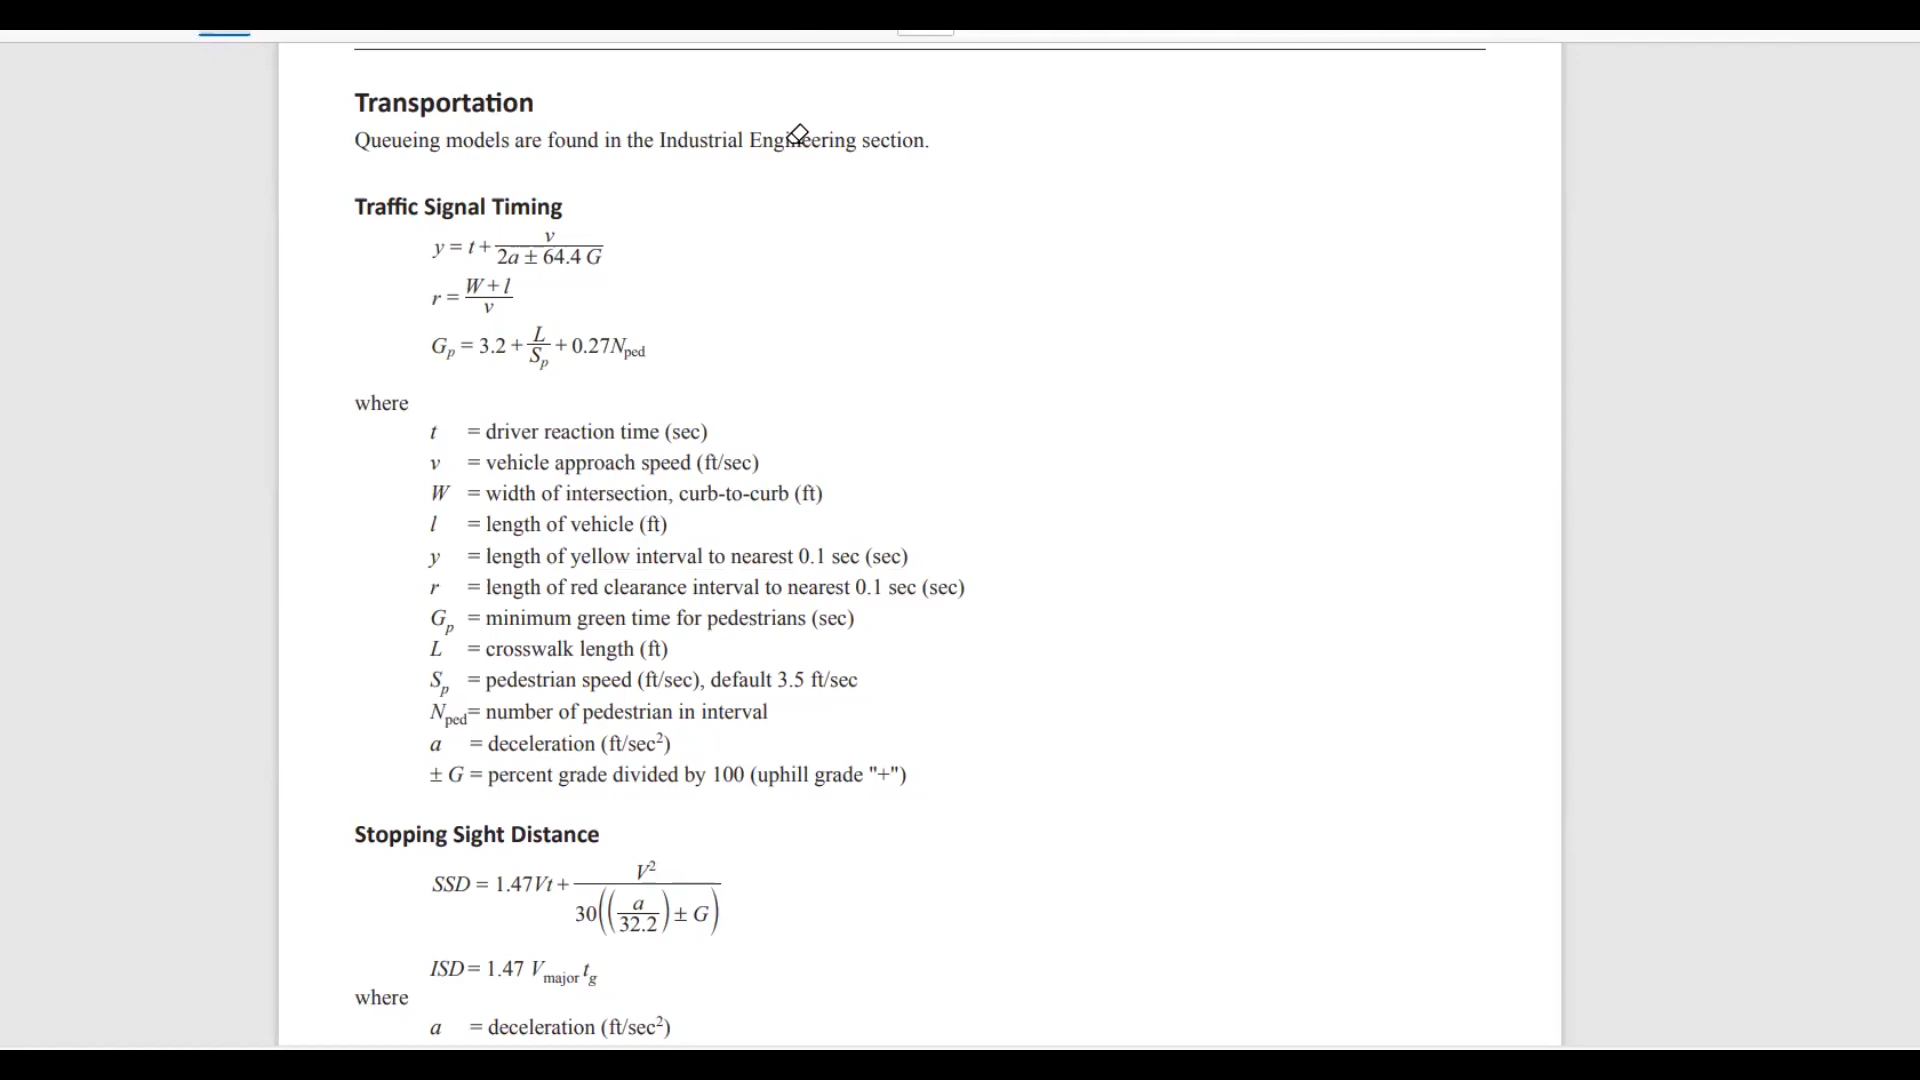 Transportation
Queueing models are found in the Industrial Engineering section.
Traffic Signal Timing
y = t + v / (2a ± 64.4 G)
r = (W + l) / v
G_p = 3.2 + L / S_p + 0.27N_ped
where
t = driver reaction time (sec)
v = vehicle approach speed (ft/sec)
W = width of intersection, curb-to-curb (ft)
l = length of vehicle (ft)
y = length of yellow interval to nearest 0.1 sec (sec)
r = length of red clearance interval to nearest 0.1 sec (sec)
G_p = minimum green time for pedestrians (sec)
L = crosswalk length (ft)
S_p = pedestrian speed (ft/sec), default 3.5 ft/sec
N_ped = number of pedestrian in interval
a = deceleration (ft/sec²)
± G = percent grade divided by 100 (uphill grade "+")
Stopping Sight Distance
SSD = 1.47Vt + V² / (30((a / 32.2) ± G))
ISD = 1.47 V_major t_g
where
a = deceleration (ft/sec²)